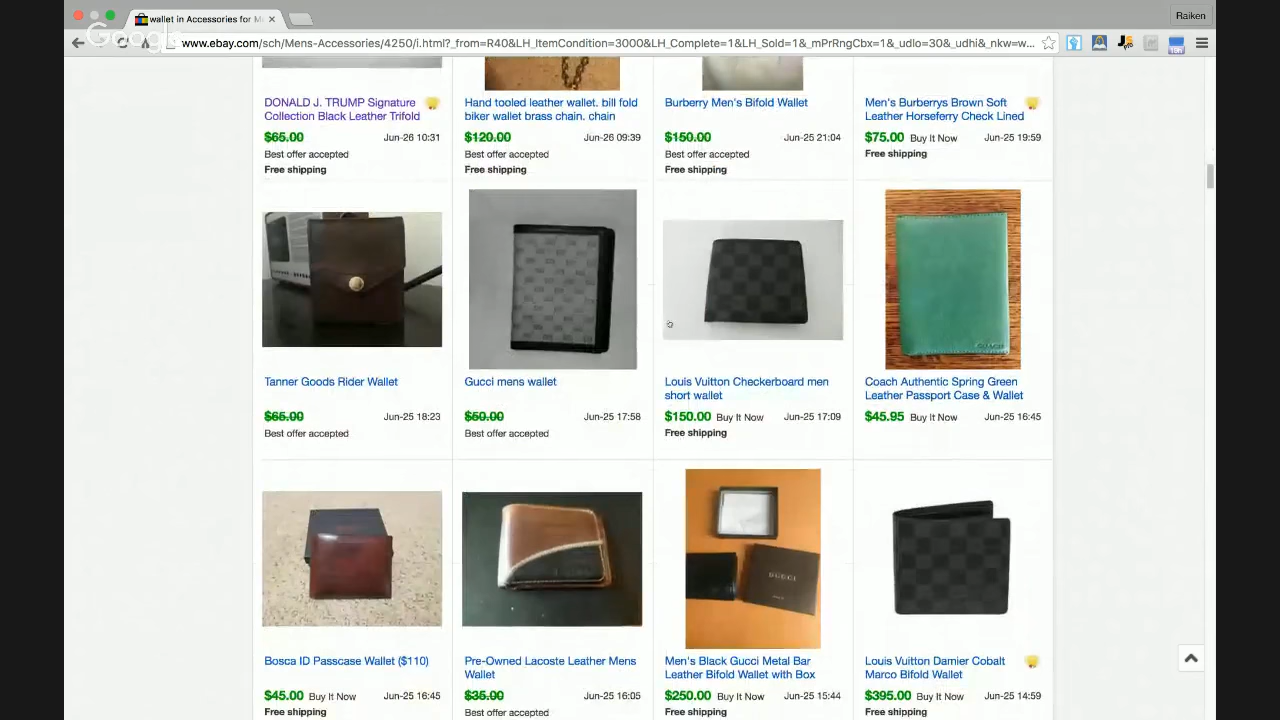 wallet in Accessories for Me
Raiken
Google
www.ebay.com/sch/Mens-Accessories/4250/i.html?_from=R40&LH_ItemCondition=3000&LH_Complete=1&LH_Sold=1&_mPrRngCbx=1&_udlo=30&_udhi&_nkw=w...
DONALD J. TRUMP Signature
Collection Black Leather Trifold
$65.00 Jun-26 10:31
Best offer accepted
Free shipping
Hand tooled leather wallet. bill fold
biker wallet brass chain. chain
$120.00 Jun-26 09:39
Best offer accepted
Free shipping
Burberry Men's Bifold Wallet
$150.00 Jun-25 21:04
Best offer accepted
Free shipping
Men's Burberrys Brown Soft
Leather Horseferry Check Lined
$75.00 Buy It Now Jun-25 19:59
Free shipping
Tanner Goods Rider Wallet
$65.00 Jun-25 18:23
Best offer accepted
Gucci mens wallet
$50.00 Jun-25 17:58
Best offer accepted
Louis Vuitton Checkerboard men
short wallet
$150.00 Buy It Now Jun-25 17:09
Free shipping
COACH
Coach Authentic Spring Green
Leather Passport Case & Wallet
$45.95 Buy It Now Jun-25 16:45
Bosca ID Passcase Wallet ($110)
$45.00 Buy It Now Jun-25 16:45
Free shipping
Pre-Owned Lacoste Leather Mens
Wallet
$35.00 Jun-25 16:05
Best offer accepted
GUCCI
Men's Black Gucci Metal Bar
Leather Bifold Wallet with Box
$250.00 Buy It Now Jun-25 15:44
Free shipping
Louis Vuitton Damier Cobalt
Marco Bifold Wallet
$395.00 Buy It Now Jun-25 14:59
Free shipping